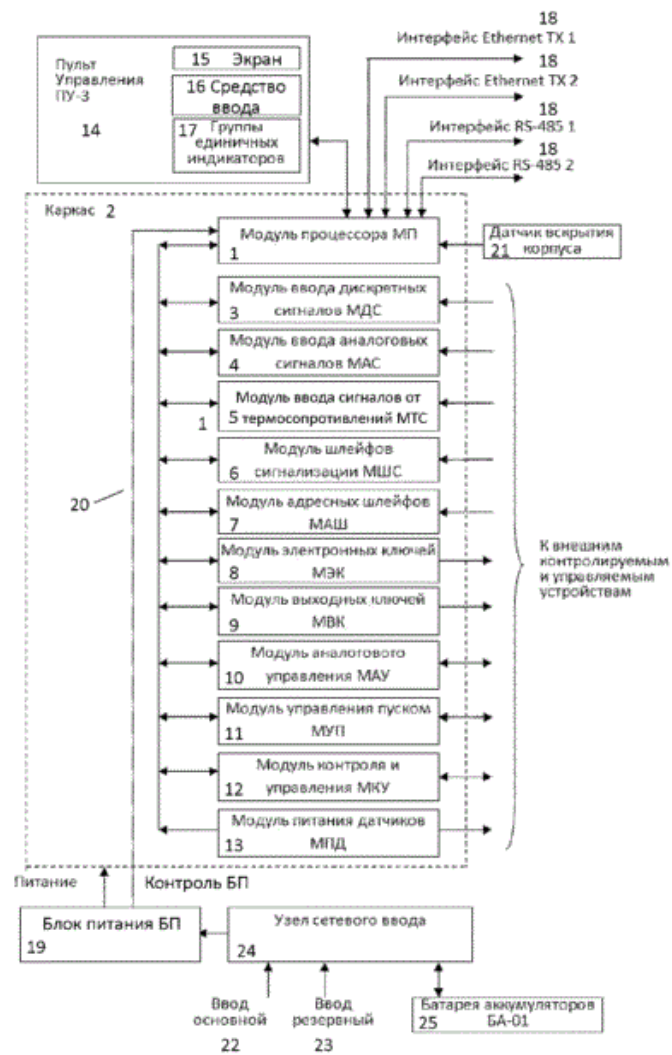 18
Интерфейс Ethernet TX 1
18
Интерфейс Ethernet TX 2
18
Интерфейс RS-485 1
18
Интерфейс RS-485 2
Пульт
Управления
ПУ-3
14
15 Экран
16 Средство
ввода
17 Группы
единичных
индикаторов
Каркас 2
Модуль процессора МП
1
Датчик вскрытия
21 корпуса
Модуль ввода дискретных
3 сигналов МДС
Модуль ввода аналоговых
4 сигналов МАС
Модуль ввода сигналов от
5 термосопротивлений МТС
1
Модуль шлейфов
6 сигнализации МШС
20
Модуль адресных шлейфов
7 МАШ
Модуль электронных ключей
8 МЭК
Модуль выходных ключей
9 МВК
Модуль аналогового
10 управления МАУ
Модуль управления пуском
11 МУП
Модуль контроля и
12 управления МКУ
Модуль питания датчиков
13 МПД
К внешним
контролируемым
и управляемым
устройствам
Питание
Контроль БП
Блок питания БП
19
Узел сетевого ввода
24
Ввод
основной
22
Ввод
резервный
23
Батарея аккумуляторов
25 БА-01